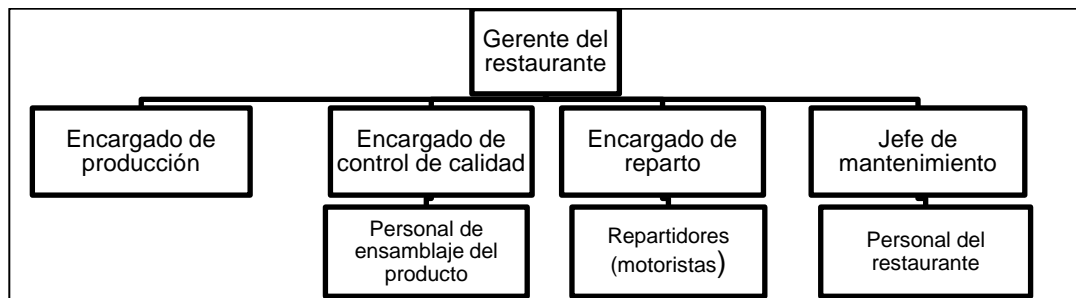 Gerente del
restaurante
Encargado de
producción
Encargado de
control de calidad
Encargado de
reparto
Jefe de
mantenimiento
Personal de
ensamblaje del
producto
Repartidores
(motoristas)
Personal del
restaurante